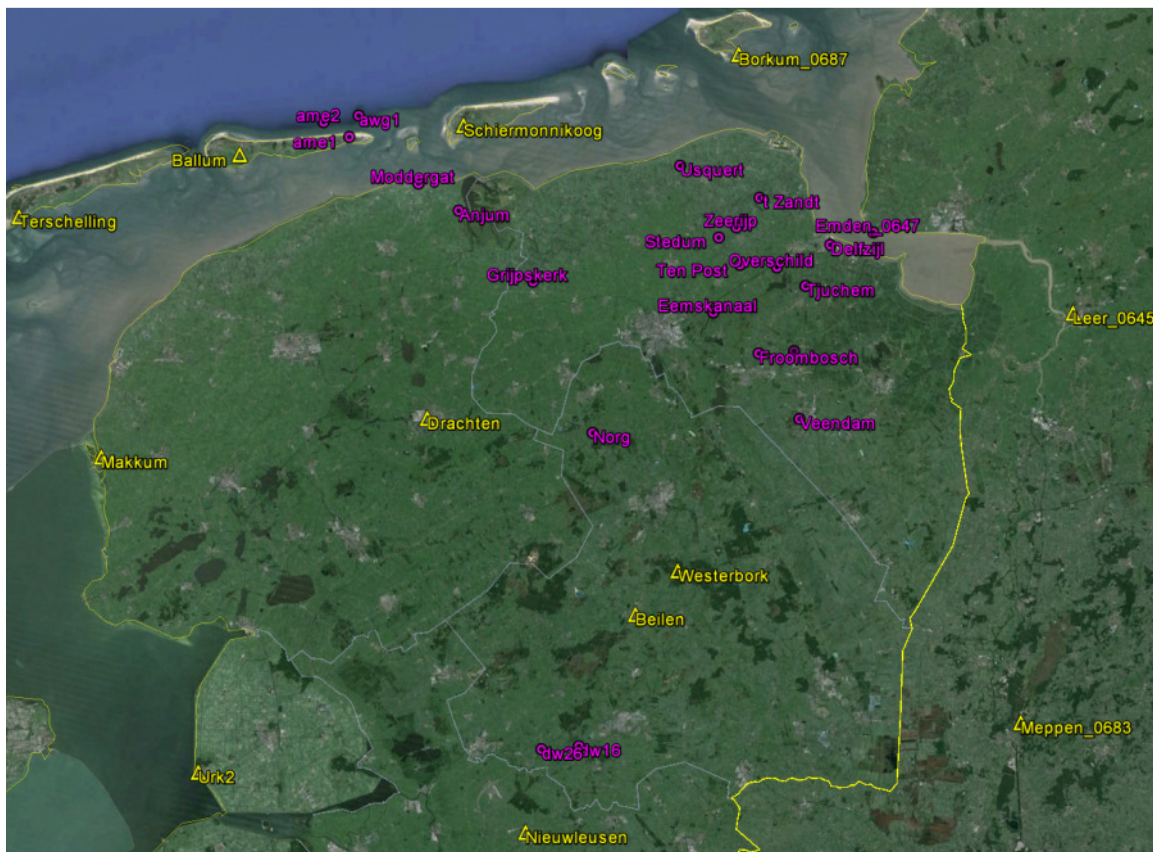 Borkum_0687
ame2
awg1
Schiermonnikoog
ame1
Ballum
Usquert
Moddergat
t Zandt
Terschelling
Anjum
Zeerijp
Emden_0647
Stedum
Delfzijl
Overschild
Ten Post
Grijpskerk
Tjuchem
Eemskanaal
Leer_0645
Froombosch
Drachten
Veendam
Norg
Makkum
Westerbork
Beilen
Meppen_0683
dw26
dw16
Urk2
Nieuwleusen